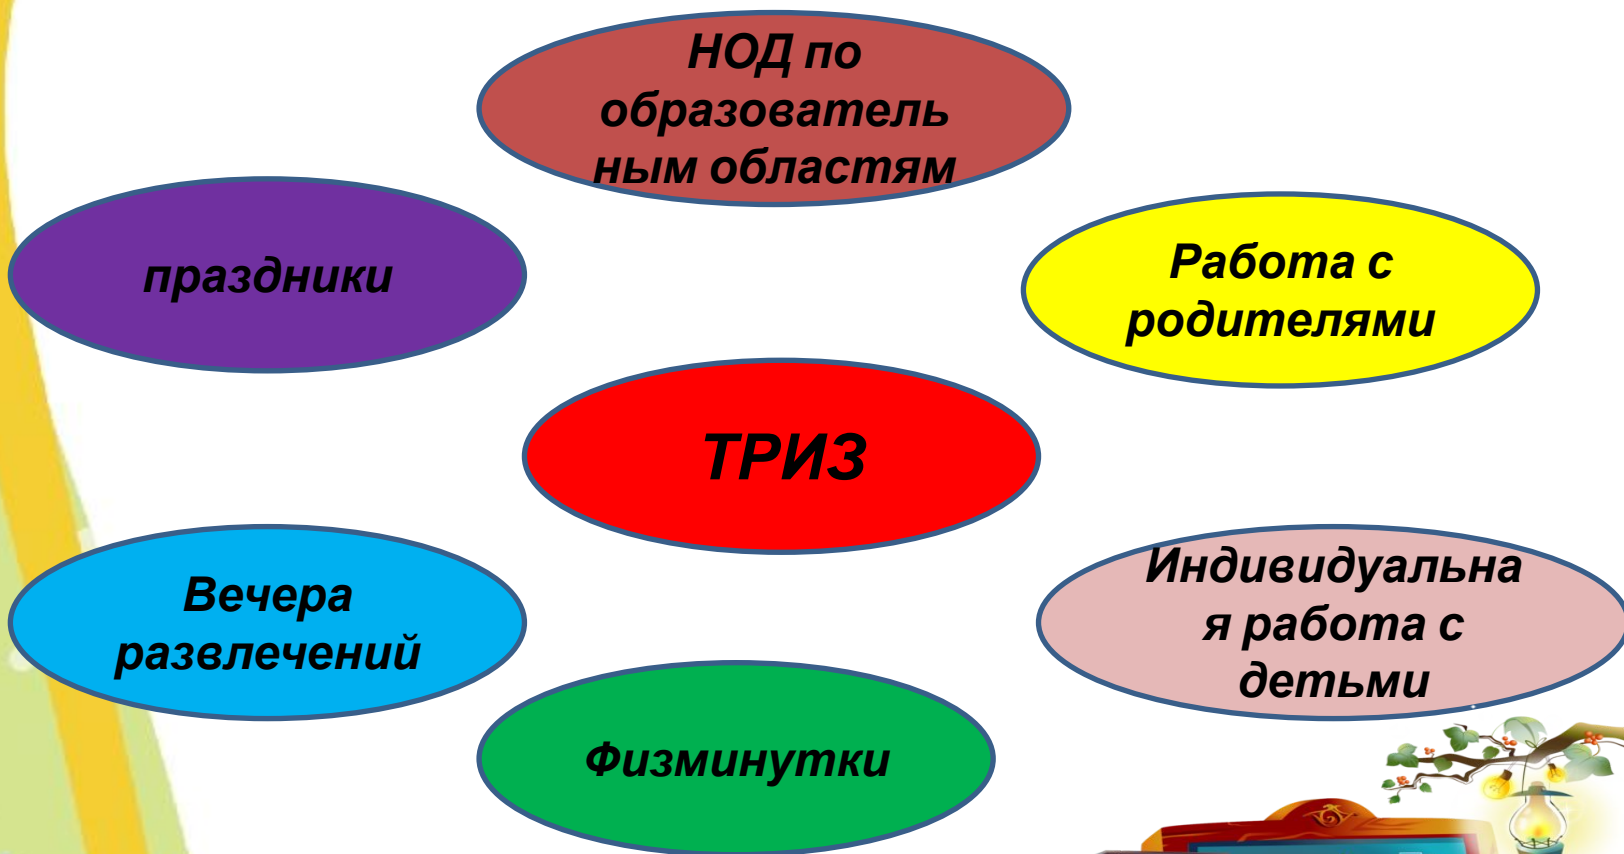 НОД по
образователь
ным областям
праздники
Работа с
родителями
ТРИЗ
Вечера
развлечений
Индивидуальна
я работа с
детьми
Физминутки